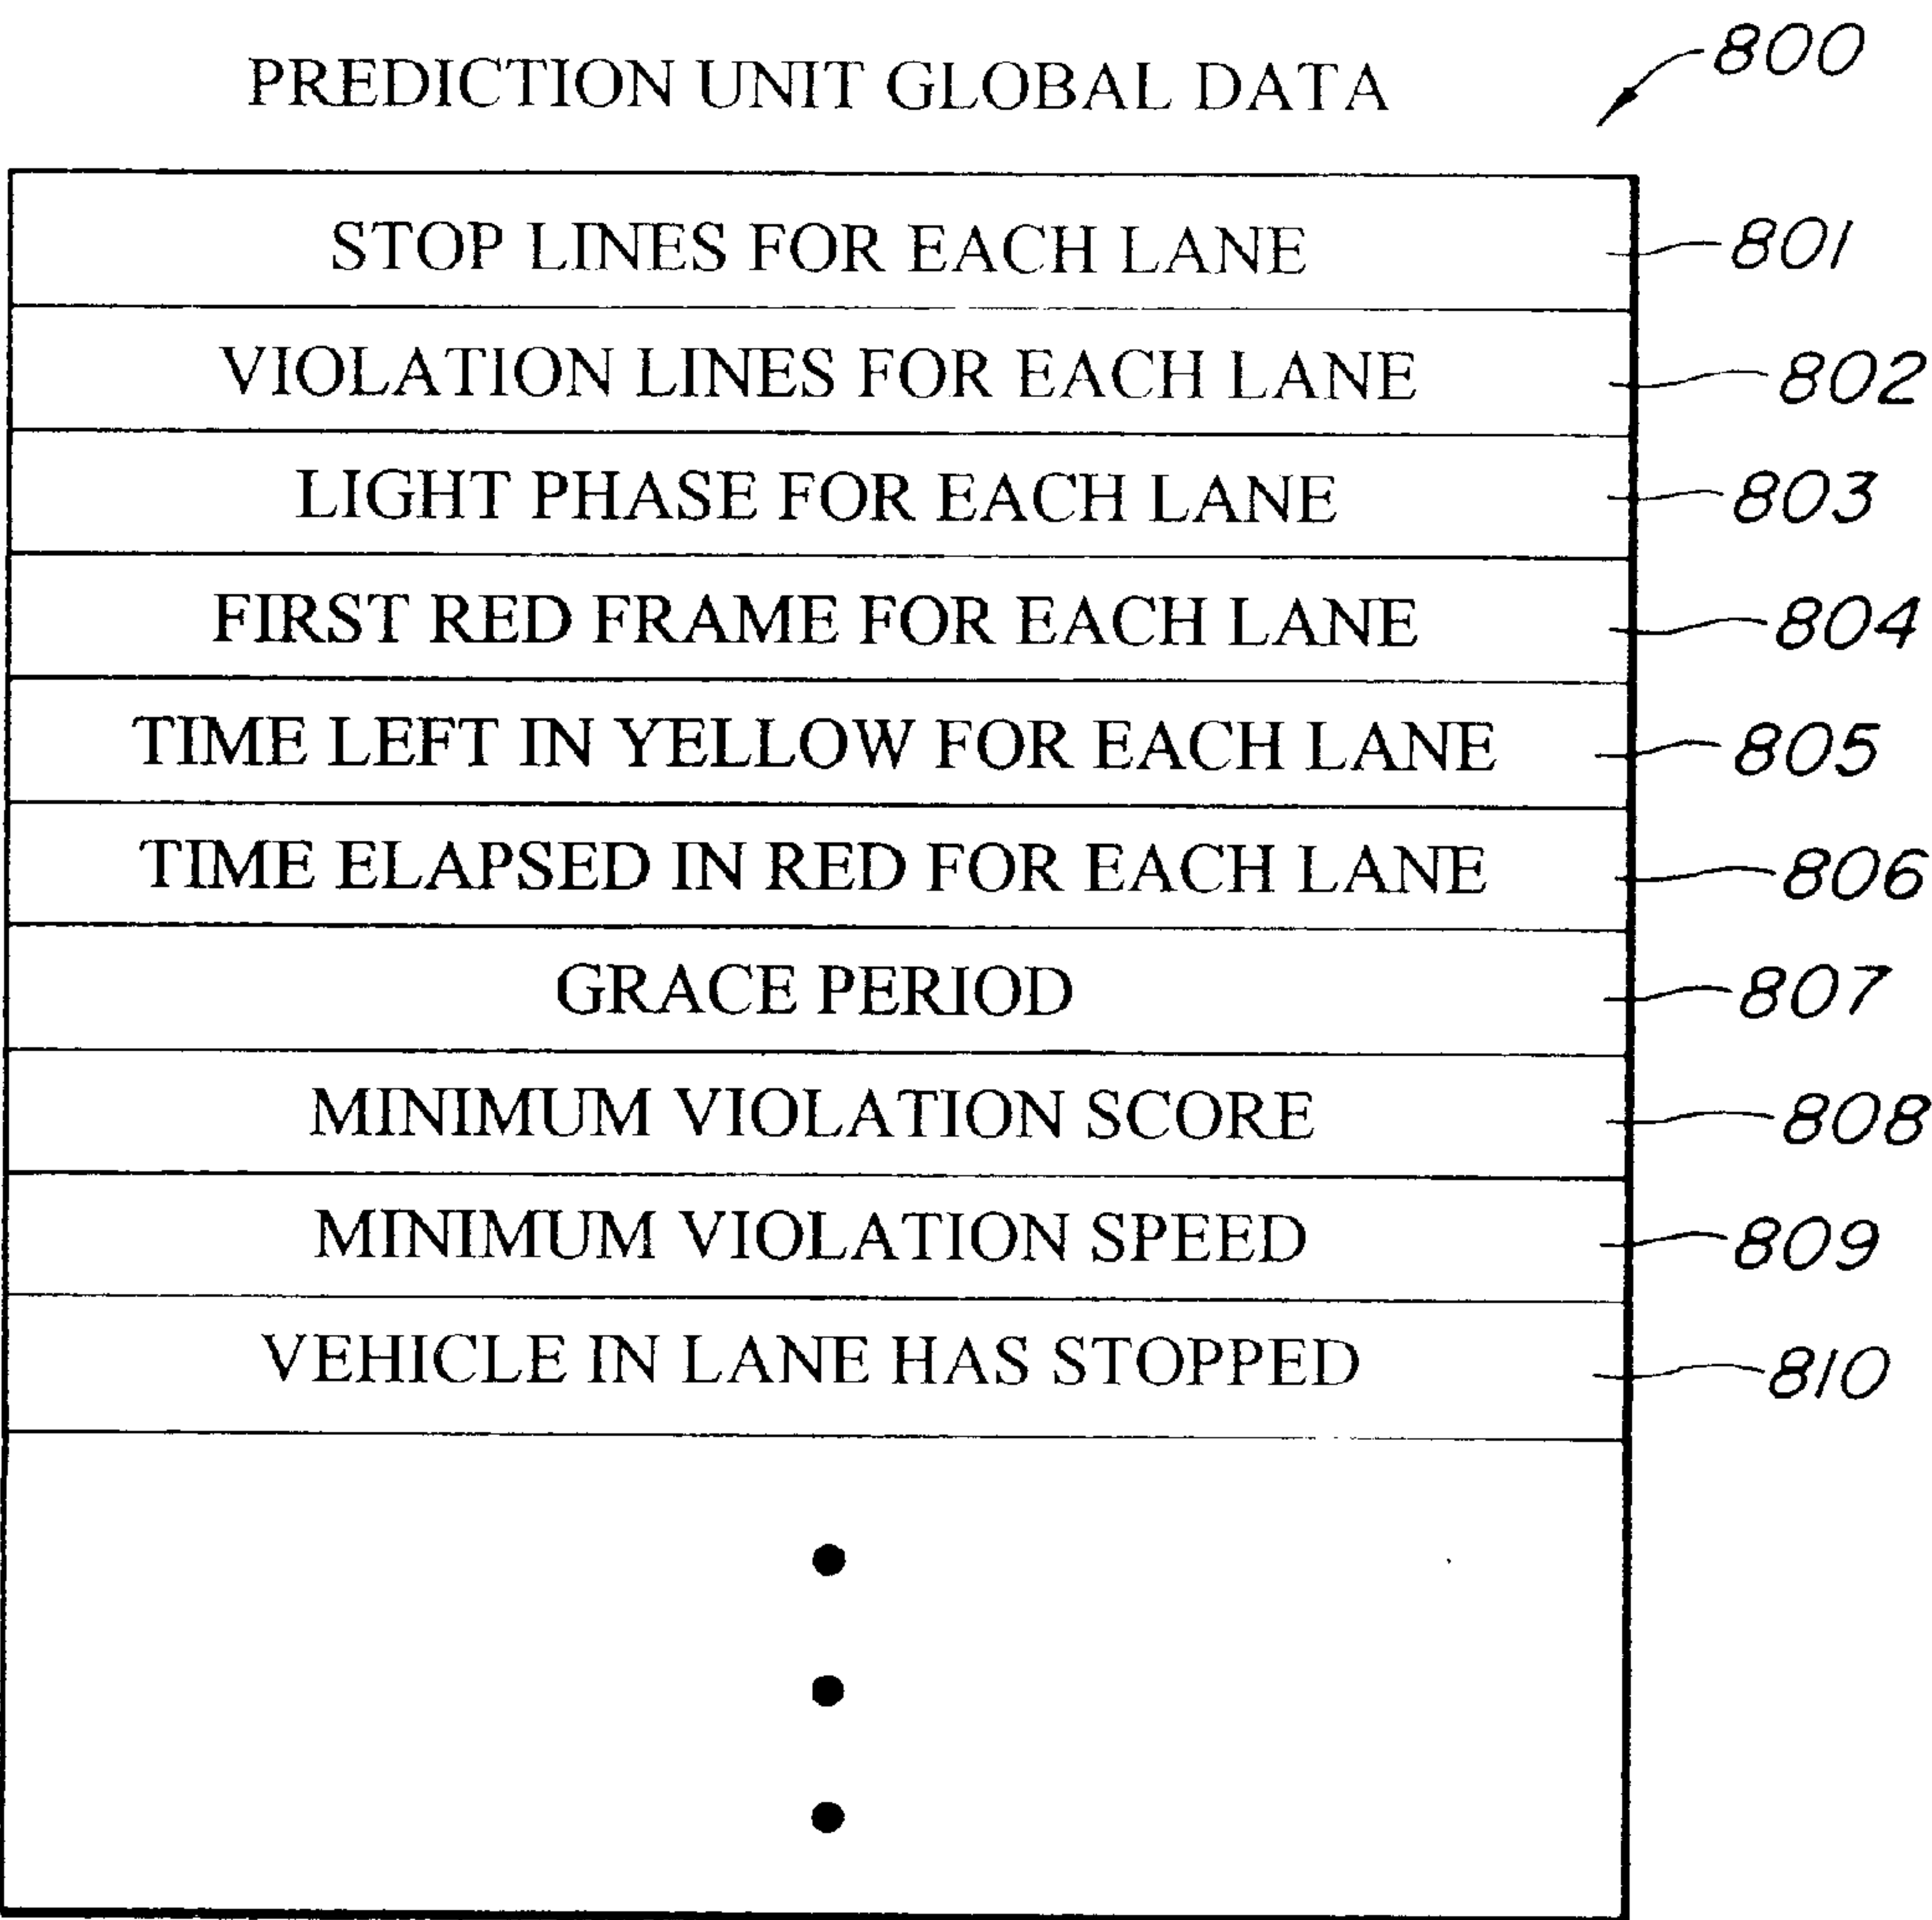 PREDICTION UNIT GLOBAL DATA
800
STOP LINES FOR EACH LANE 801
VIOLATION LINES FOR EACH LANE 802
LIGHT PHASE FOR EACH LANE 803
FIRST RED FRAME FOR EACH LANE 804
TIME LEFT IN YELLOW FOR EACH LANE 805
TIME ELAPSED IN RED FOR EACH LANE 806
GRACE PERIOD 807
MINIMUM VIOLATION SCORE 808
MINIMUM VIOLATION SPEED 809
VEHICLE IN LANE HAS STOPPED 810